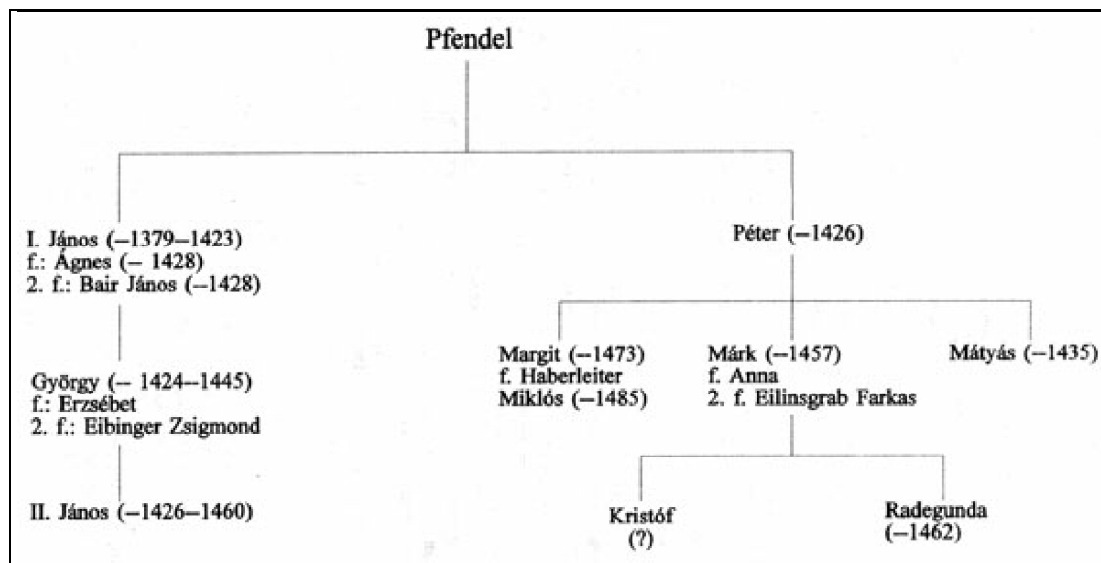 Pfendel
I. János (–1379–1423)
f.: Ágnes (– 1428)
2. f.: Bair János (–1428)
Péter (–1426)
György (– 1424–1445)
f.: Erzsébet
2. f.: Eibinger Zsigmond
Margit (–1473)
f. Haberleiter
Miklós (–1485)
Márk (–1457)
f. Anna
2. f. Eilinsgrab Farkas
Mátyás (–1435)
II. János (–1426–1460)
Kristóf
(?)
Radegunda
(–1462)